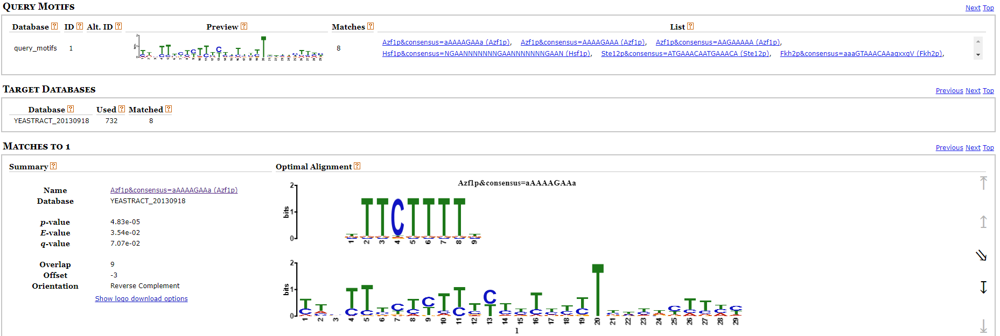 QUERY MOTIFS
Next Top
Database ? ID ? Alt. ID ? Preview ? Matches ? List ?
query_motifs 1 8 Azf1p&consensus=aAAAAGAAa (Azf1p), Azf1p&consensus=AAAAGAAA (Azf1p), Azf1p&consensus=AAGAAAAA (Azf1p),
Hsf1p&consensus=NGAANNNNNNNGAANNNNNNNGAAN (Hsf1p), Ste12p&consensus=ATGAAACAATGAAACA (Ste12p), Fkh2p&consensus=aaaGTAAACAAaqxxqV (Fkh2p),
TARGET DATABASES
Previous Next Top
Database ? Used ? Matched ?
YEASTRACT_20130918 732 8
MATCHES TO 1
Previous Next Top
Summary ?
Name Azf1p&consensus=aAAAAGAAa (Azf1p)
Database YEASTRACT_20130918
p-value 4.83e-05
E-value 3.54e-02
q-value 7.07e-02
Overlap 9
Offset -3
Orientation Reverse Complement
Show logo download options
Optimal Alignment ?
Azf1p&consensus=aAAAAGAAa
2
bits
1
0
TTCTTTT
1 2 3 4 5 6 7 8 9
2
bits
1
0
1 2 3 4 5 6 7 8 9 10 11 12 13 14 15 16 17 18 19 20 21 22 23 24 25 26 27 28 29
1